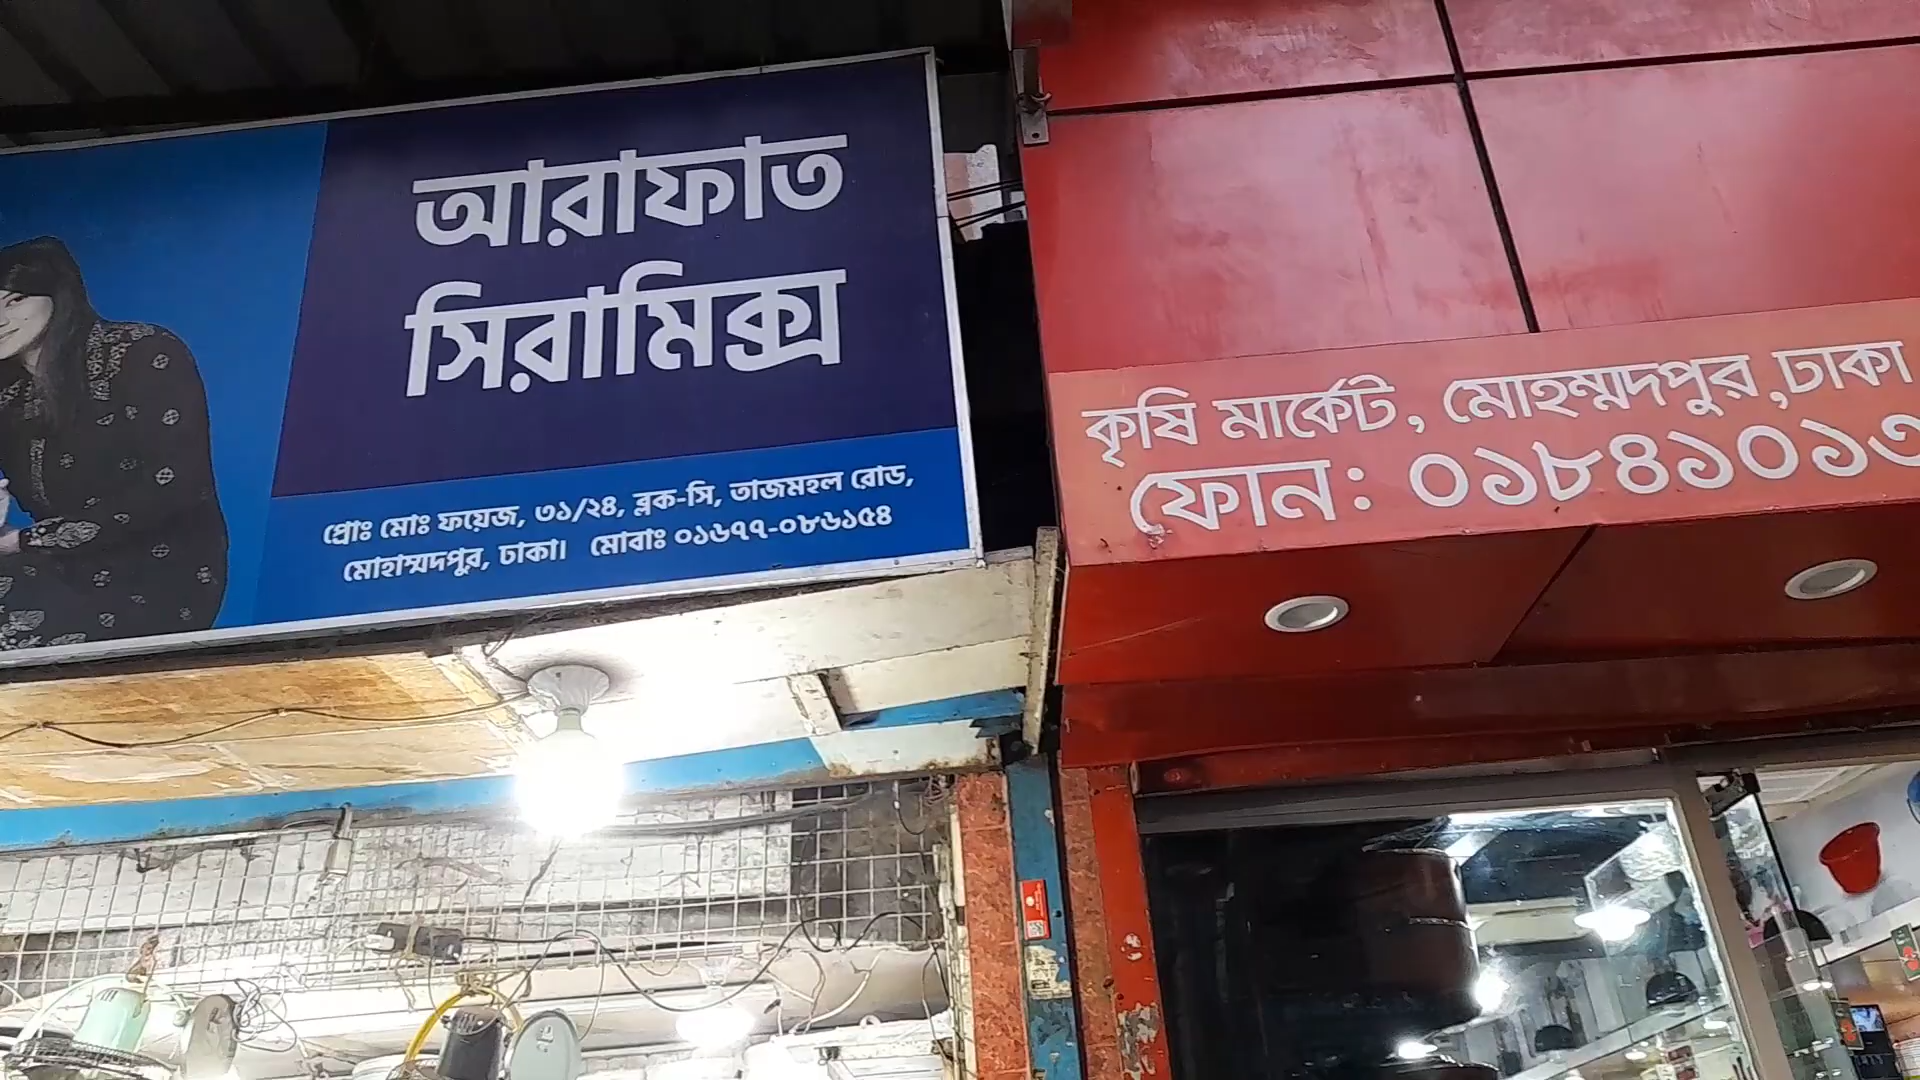 আরাফাত
সিরামিক্স
প্রোঃ মোঃ ফয়েজ, ৩১/২৪, ব্লক-সি, তাজমহল রোড,
মোহাম্মদপুর, ঢাকা। মোবাঃ ০১৬৭৭-০৮৬১৫৪
কৃষি মার্কেট, মোহম্মদপুর, ঢাকা
ফোন: ০১৮৪১০১৩